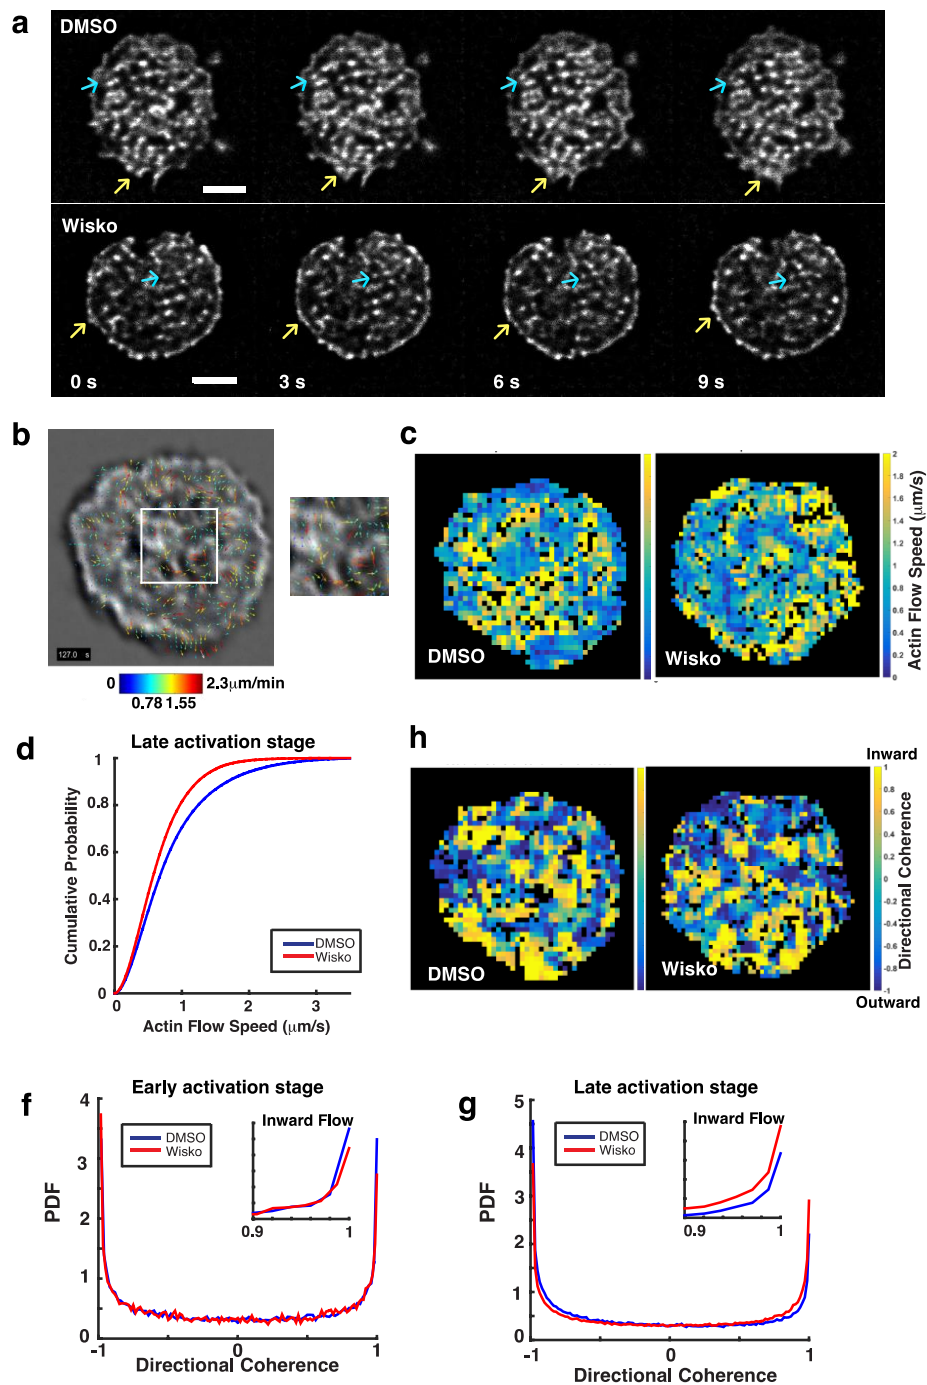 a
DMSO
Wisko
0 s
3 s
6 s
9 s
b
127.0 s
0
2.3μm/min
0.78
1.55
c
DMSO
Wisko
2
1.8
1.6
1.4
1.2
1
0.8
0.6
0.4
0.2
0
Actin Flow Speed (μm/s)
d
Late activation stage
1
0.8
0.6
0.4
0.2
0
Cumulative Probability
DMSO
Wisko
0
1
2
3
Actin Flow Speed (μm/s)
h
Inward
DMSO
Wisko
1
0.8
0.6
0.4
0.2
0
-0.2
-0.4
-0.6
-0.8
-1
Directional Coherence
Outward
f
Early activation stage
4
3
2
1
0
PDF
DMSO
Wisko
Inward Flow
0.9
1
-1
0
1
Directional Coherence
g
Late activation stage
5
4
3
2
1
0
PDF
DMSO
Wisko
Inward Flow
0.9
1
-1
0
1
Directional Coherence